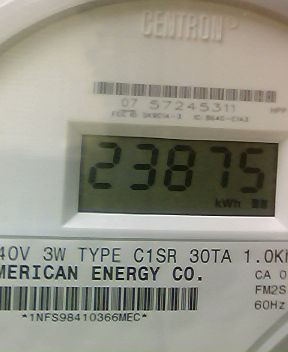 CENTRON®
07 57245311
23875
kWh
40V 3W TYPE C1SR 30TA 1.0K
MERICAN ENERGY CO.
CA 0
FM2S
60Hz
*1NFS98410366MEC*